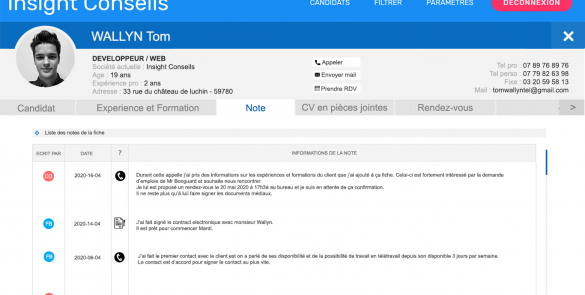 Insight Conseils
CANDIDATS
FILTRER
PARAMÈTRES
DÉCONNEXION
WALLYN Tom
DEVELOPPEUR / WEB
Société actuelle : Insight Conseils
Age : 19 ans
Expérience pro : 2 ans
Adresse : 33 rue du château de luchin - 59780
Appeler
Envoyer mail
Prendre RDV
Tel pro : 07 89 76 89 76
Tel perso : 07 79 82 63 98
Fixe : 03 20 59 58 13
Mail : tomwallyntel@gmail.com
Candidat
Experience et Formation
Note
CV en pièces jointes
Rendez-vous
>
Liste des notes de la fiche
ECRIT PAR
DATE
?
INFORMATIONS DE LA NOTE
CO
2020-16-04
Durant cette appelle j'ai pris des informations sur les expériences et formations du client que j'ai ajouté à ça fiche. Celui-ci est fortement intéressé par la demande
d'emploie de Mr Bonguard et souhaite nous rencontrer.
Je lui est proposé un rendez-vous le 20 mai 2020 à 17h30 au bureau et je suis en attente de ça confirmation.
Il ne reste plus qu'à lui faire signer les documents médiaux.
FB
2020-14-04
J'ai fait signé le contract electronique avec monsieur Wallyn.
Il est prêt pour commencer Mardi.
FB
2020-09-04
J'ai fait le premier contact avec le client est on a parlé de ses disponibilité et de la possibilité de travail en télétravail depuis son disponible 3 jours par semaine.
Le contact est d'accord pour signer le contact au plus vite.